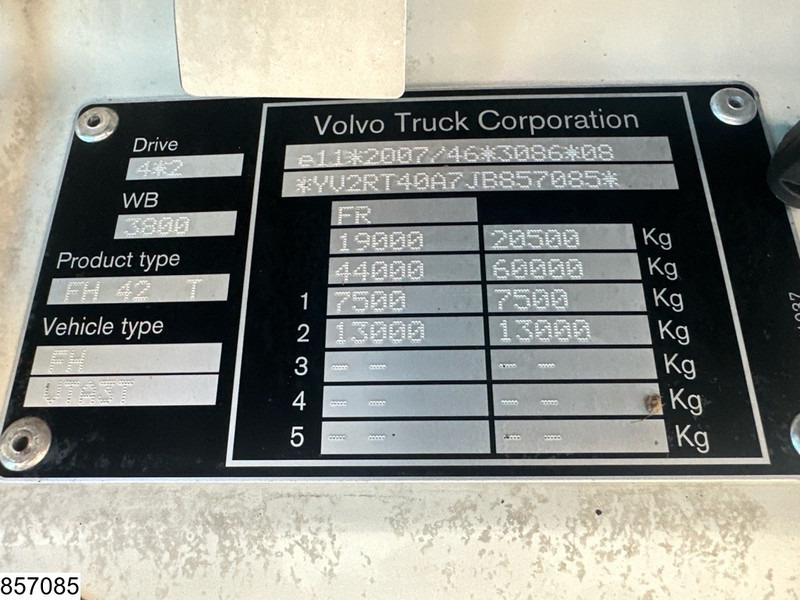 Volvo Truck Corporation
Drive
4*2
WB
3800
Product type
FH 42 T
Vehicle type
FH
VTA3T
e11*2007/46*3086*08
*YV2RT40A7JB857085*
FR
19000 20500 Kg
44000 60000 Kg
1 7500 7500 Kg
2 13000 13000 Kg
3 -- -- -- -- Kg
4 -- -- -- -- Kg
5 -- -- -- -- Kg
857085